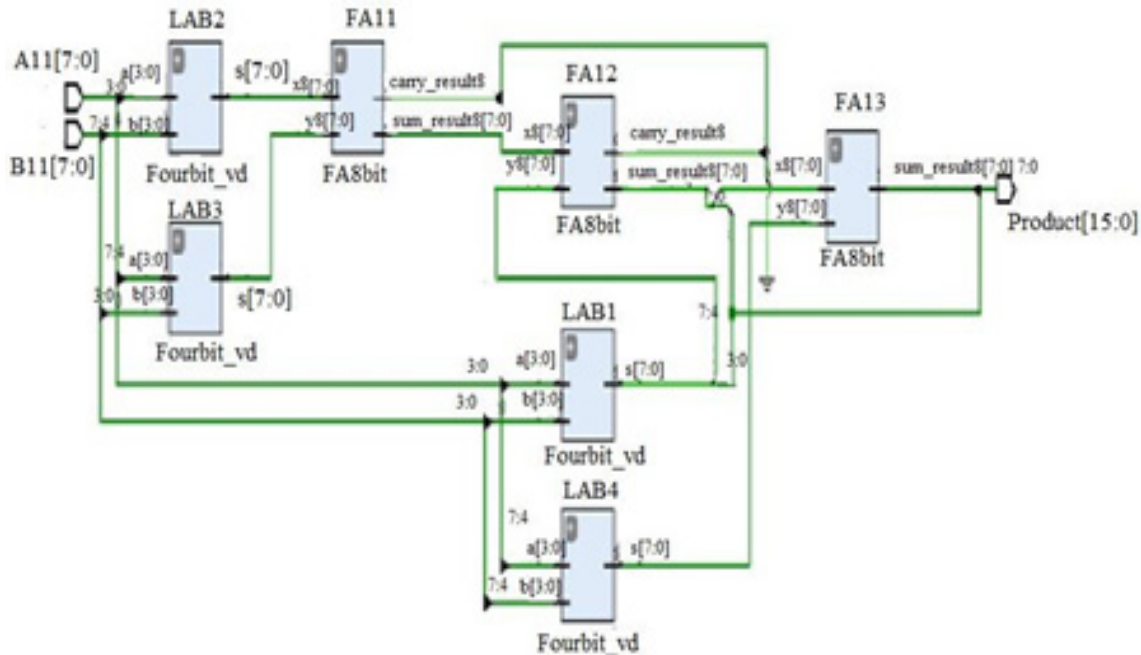 LAB2
FA11
A11[7:0]
a[3:0]
s[7:0]
x8[7:0]
carry_result8
FA12
3:0
FA13
7:4
b[3:0]
y8[7:0]
sum_result8[7:0]
x8[7:0]
carry_result8
B11[7:0]
Fourbit_vd
FA8bit
y8[7:0]
sum_result8[7:0]
x8[7:0]
sum_result8[7:0]
7:0
LAB3
y8[7:0]
Product[15:0]
FA8bit
FA8bit
7:4
a[3:0]
3:0
b[3:0]
s[7:0]
LAB1
7:4
Fourbit_vd
3:0
a[3:0]
s[7:0]
3:0
3:0
b[3:0]
Fourbit_vd
LAB4
7:4
a[3:0]
s[7:0]
7:4
b[3:0]
Fourbit_vd